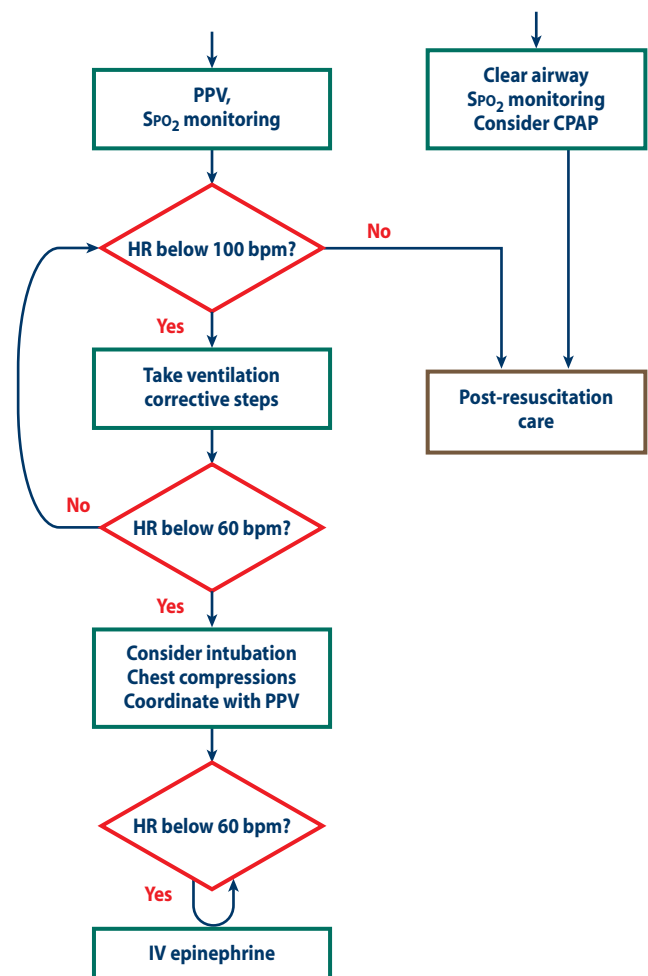 PPV,
SPO₂ monitoring
Clear airway
SPO₂ monitoring
Consider CPAP
HR below 100 bpm?
No
Yes
Take ventilation
corrective steps
Post-resuscitation
care
No
HR below 60 bpm?
Yes
Consider intubation
Chest compressions
Coordinate with PPV
HR below 60 bpm?
Yes
IV epinephrine